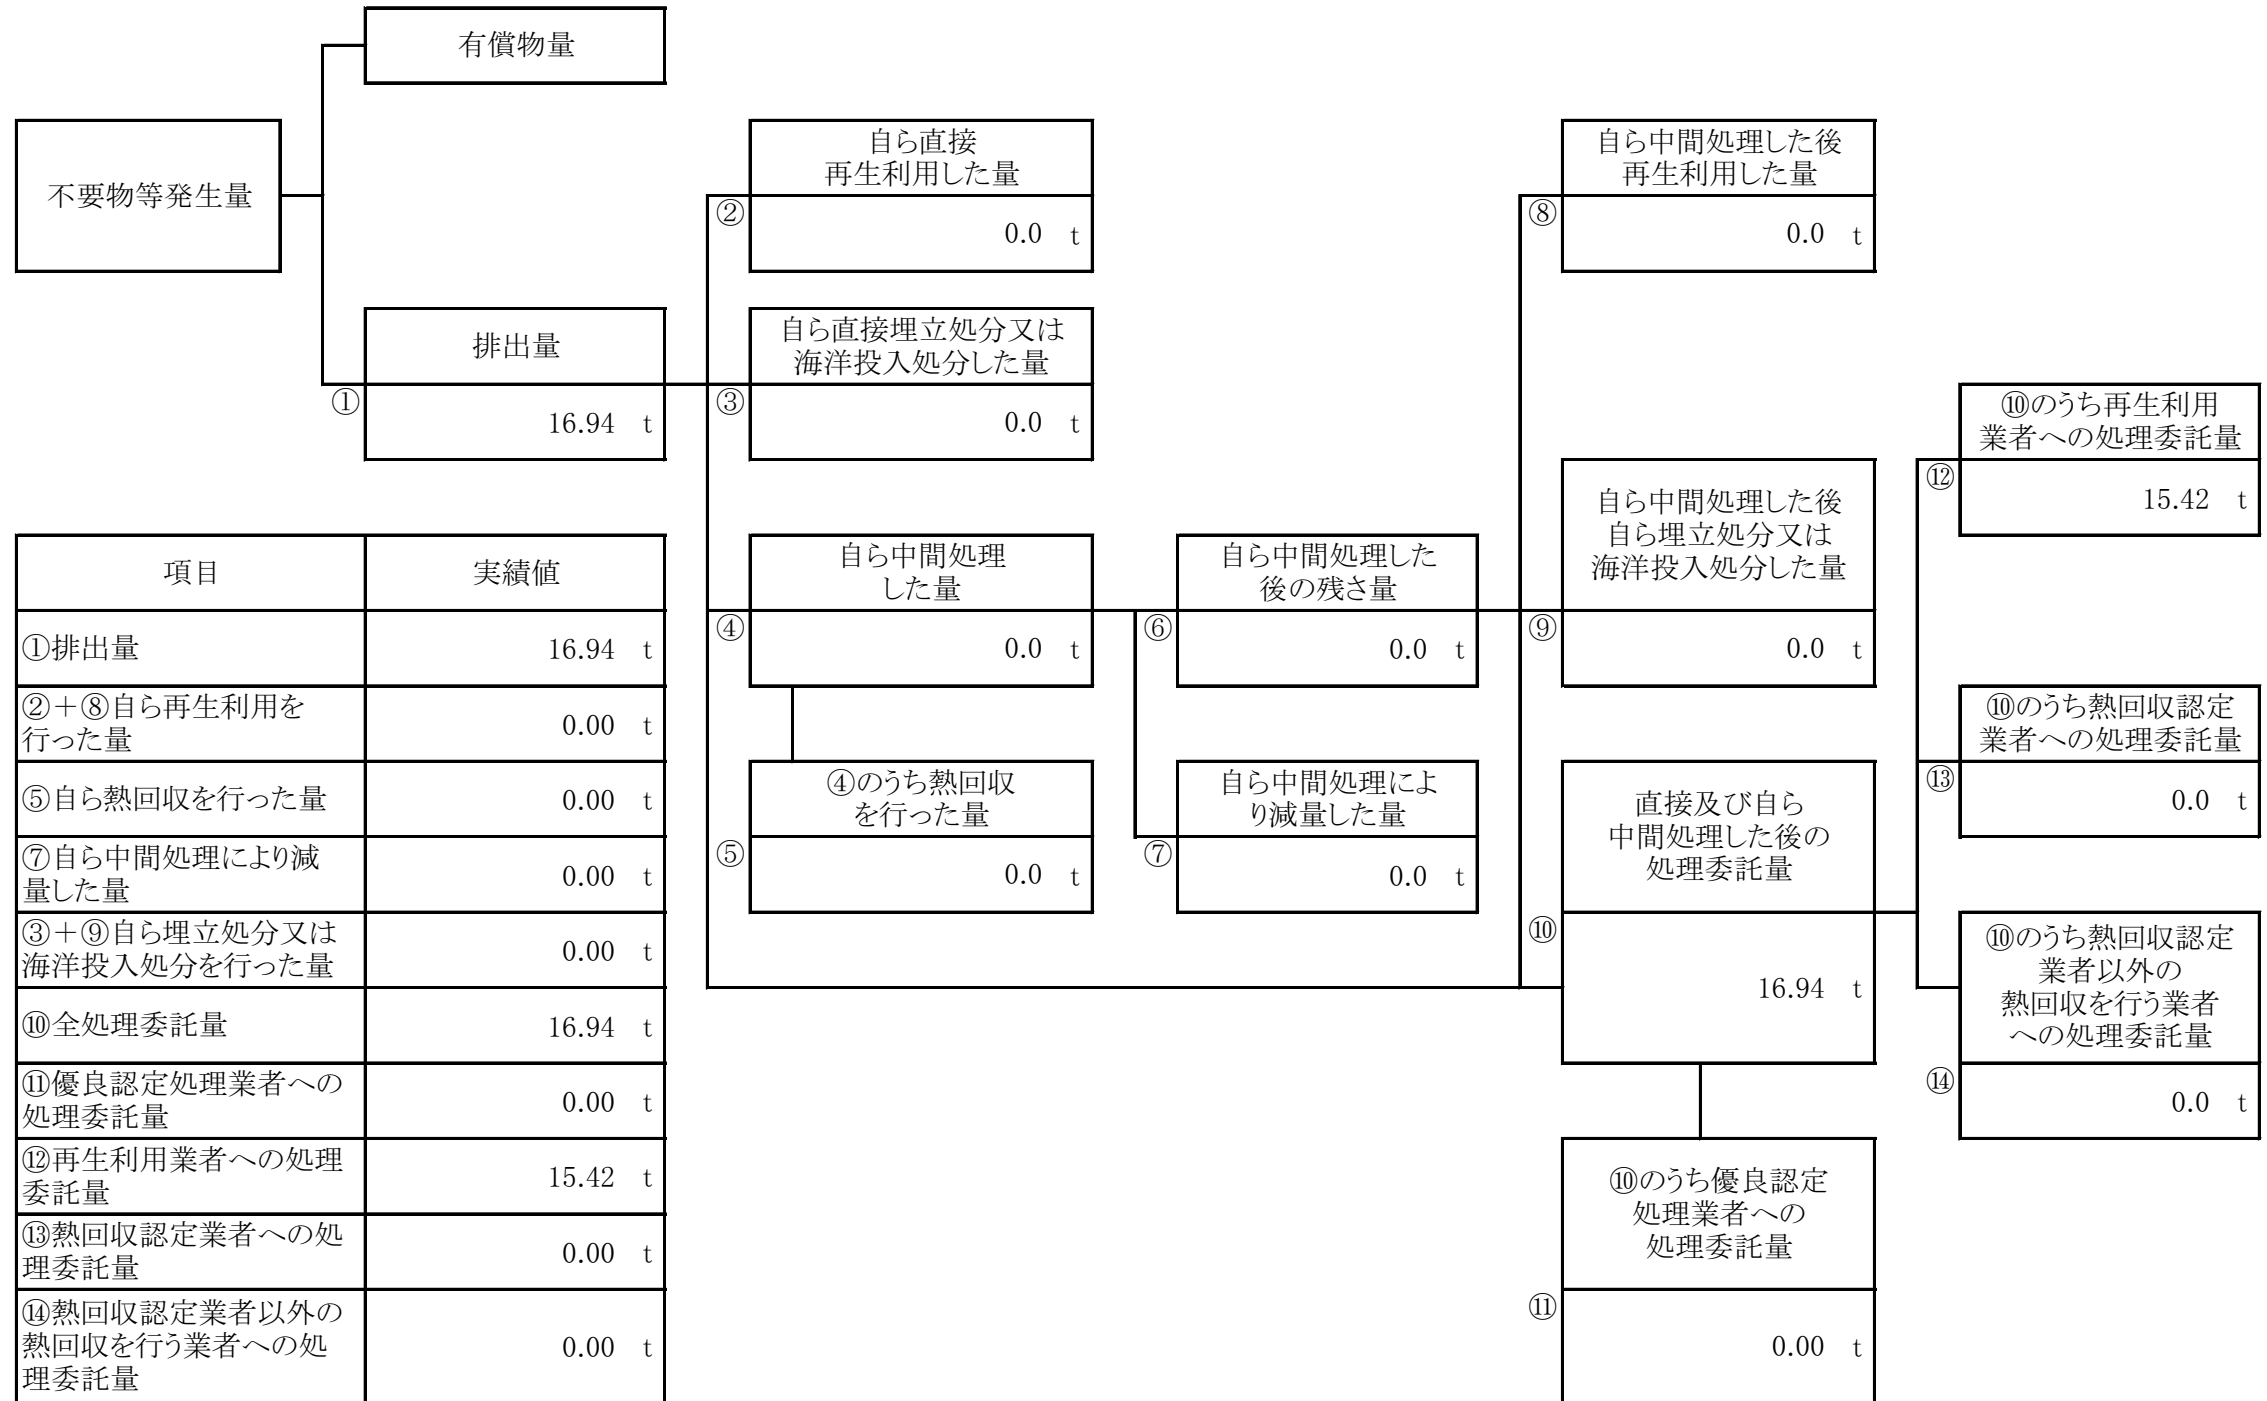 有償物量
不要物等発生量
自ら直接
再生利用した量
②
0.0 t
自ら中間処理した後
再生利用した量
⑧
0.0 t
排出量
①
16.94 t
自ら直接埋立処分又は
海洋投入処分した量
③
0.0 t
⑩のうち再生利用
業者への処理委託量
⑫
15.42 t
自ら中間処理した後
自ら埋立処分又は
海洋投入処分した量
⑨
0.0 t
自ら中間処理
した量
④
0.0 t
自ら中間処理した
後の残さ量
⑥
0.0 t
⑩のうち熱回収認定
業者への処理委託量
⑬
0.0 t
④のうち熱回収
を行った量
⑤
0.0 t
自ら中間処理によ
り減量した量
⑦
0.0 t
直接及び自ら
中間処理した後の
処理委託量
⑩
16.94 t
⑩のうち熱回収認定
業者以外の
熱回収を行う業者
への処理委託量
⑭
0.0 t
⑩のうち優良認定
処理業者への
処理委託量
⑪
0.00 t
項目 実績値
①排出量 16.94 t
②＋⑧自ら再生利用を
行った量 0.00 t
⑤自ら熱回収を行った量 0.00 t
⑦自ら中間処理により減
量した量 0.00 t
③＋⑨自ら埋立処分又は
海洋投入処分を行った量 0.00 t
⑩全処理委託量 16.94 t
⑪優良認定処理業者への
処理委託量 0.00 t
⑫再生利用業者への処理
委託量 15.42 t
⑬熱回収認定業者への処
理委託量 0.00 t
⑭熱回収認定業者以外の
熱回収を行う業者への処
理委託量 0.00 t